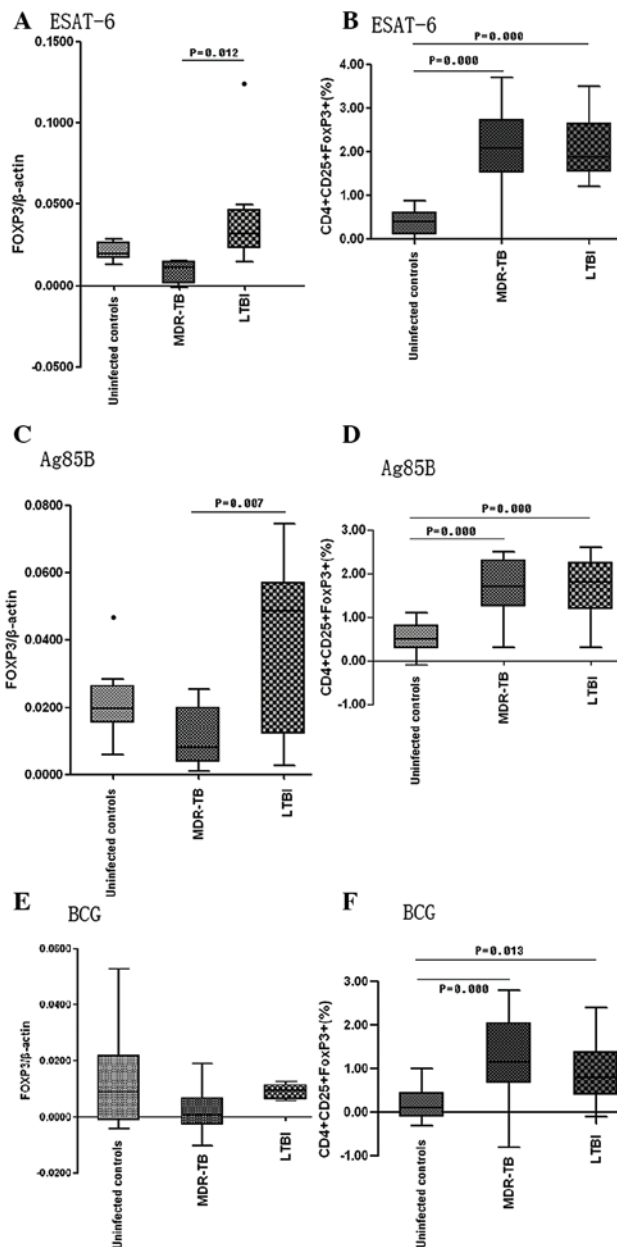 A ESAT-6
P=0.012
0.1500
0.1000
0.0500
0.0000
-0.0500
FOXP3/β-actin
Uninfected controls
MDR-TB
LTBI
B ESAT-6
P=0.000
P=0.000
4.00
3.00
2.00
1.00
0.00
CD4+CD25+FoxP3+(%)
Uninfected controls
MDR-TB
LTBI
C Ag85B
P=0.007
0.0800
0.0600
0.0400
0.0200
0.0000
FOXP3/β-actin
Uninfected controls
MDR-TB
LTBI
D Ag85B
P=0.000
P=0.000
3.00
2.00
1.00
0.00
-1.00
CD4+CD25+FoxP3+(%)
Uninfected controls
MDR-TB
LTBI
E BCG
0.0600
0.0400
0.0200
0.0000
-0.0200
FOXP3/β-actin
Uninfected controls
MDR-TB
LTBI
F BCG
P=0.013
P=0.000
3.00
2.00
1.00
0.00
-1.00
CD4+CD25+FoxP3+(%)
Uninfected controls
MDR-TB
LTBI